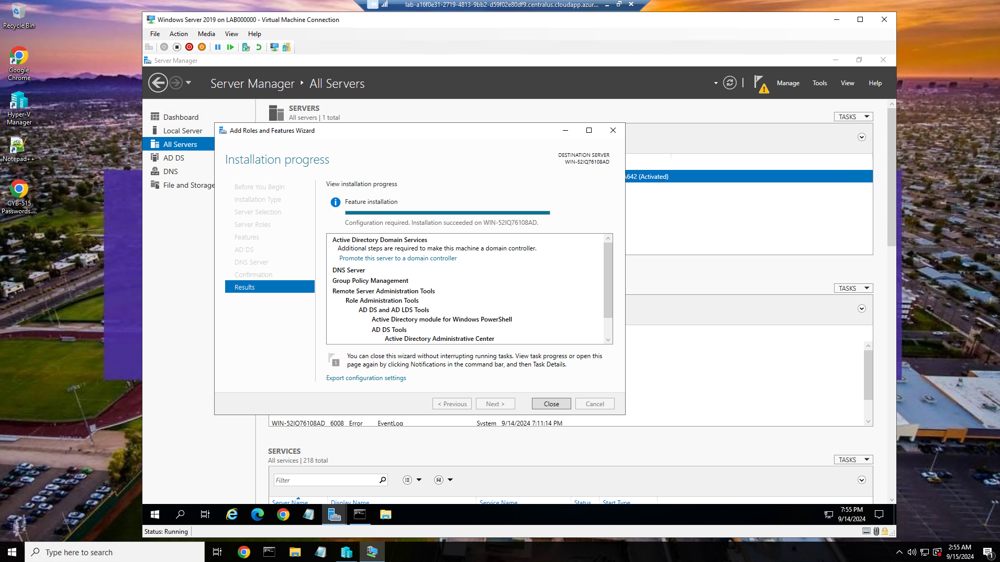 lab-a16f0e31-2719-4813-9bb2-d59f02e80df9.centralus.cloudapp.azur...
Recycle Bin
Google
Chrome
Hyper-V
Manager
Notepad++
CYB-515
Passwords....
Windows Server 2019 on LAB000000 - Virtual Machine Connection
File Action Media View Help
Server Manager
Server Manager All Servers
Manage Tools View Help
Dashboard
Local Server
All Servers
AD DS
DNS
File and Storage
SERVERS
All servers | 1 total
TASKS
642 (Activated)
TASKS
Add Roles and Features Wizard
Installation progress
DESTINATION SERVER
WIN-52IQ76108AD
Before You Begin
Installation Type
Server Selection
Server Roles
Features
AD DS
DNS Server
Confirmation
Results
View installation progress
Feature installation
Configuration required. Installation succeeded on WIN-52IQ76108AD.
Active Directory Domain Services
Additional steps are required to make this machine a domain controller.
Promote this server to a domain controller
DNS Server
Group Policy Management
Remote Server Administration Tools
Role Administration Tools
AD DS and AD LDS Tools
Active Directory module for Windows PowerShell
AD DS Tools
Active Directory Administrative Center
1
You can close this wizard without interrupting running tasks. View task progress or open this
page again by clicking Notifications in the command bar, and then Task Details.
Export configuration settings
< Previous Next > Close Cancel
WIN-52IQ76108AD 6008 Error EventLog System 9/14/2024 7:11:14 PM
SERVICES
All services | 218 total
TASKS
Filter
Server Name Display Name Service Name Status Start Type
7:55 PM
9/14/2024
Status: Running
Type here to search
2:55 AM
9/15/2024
1